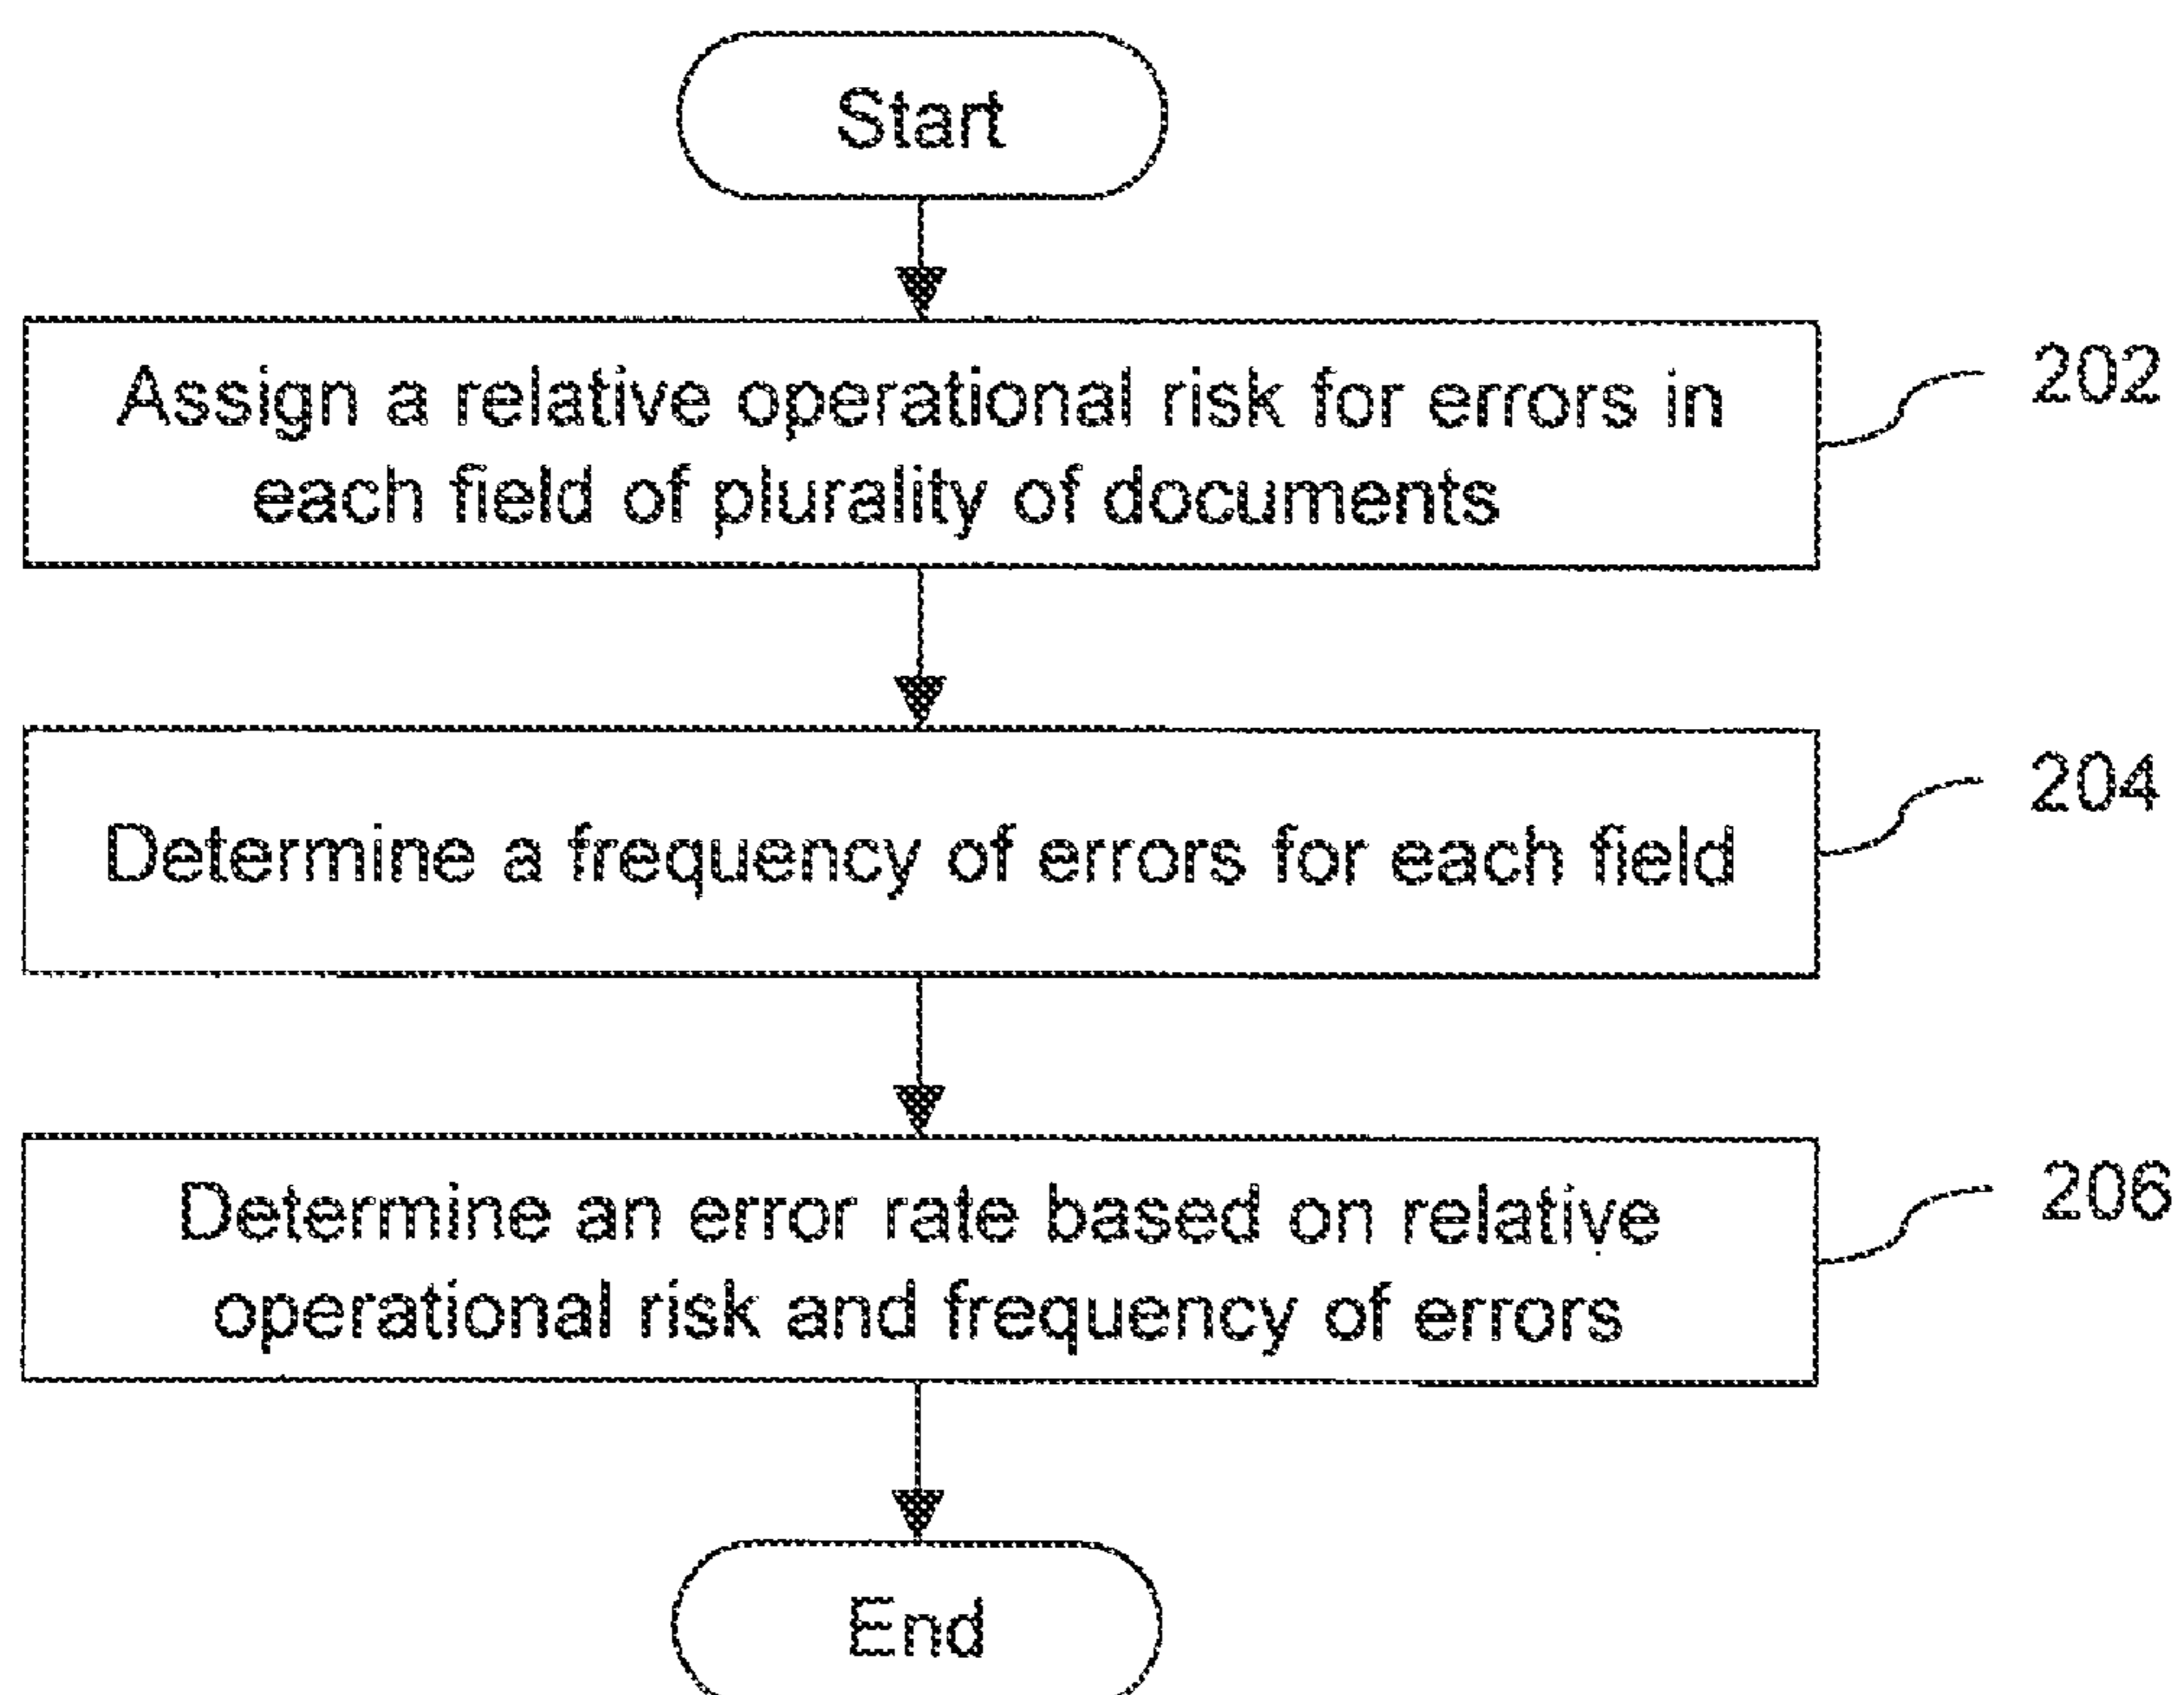 Start
Assign a relative operational risk for errors in
each field of plurality of documents
202
Determine a frequency of errors for each field
204
Determine an error rate based on relative
operational risk and frequency of errors
206
End